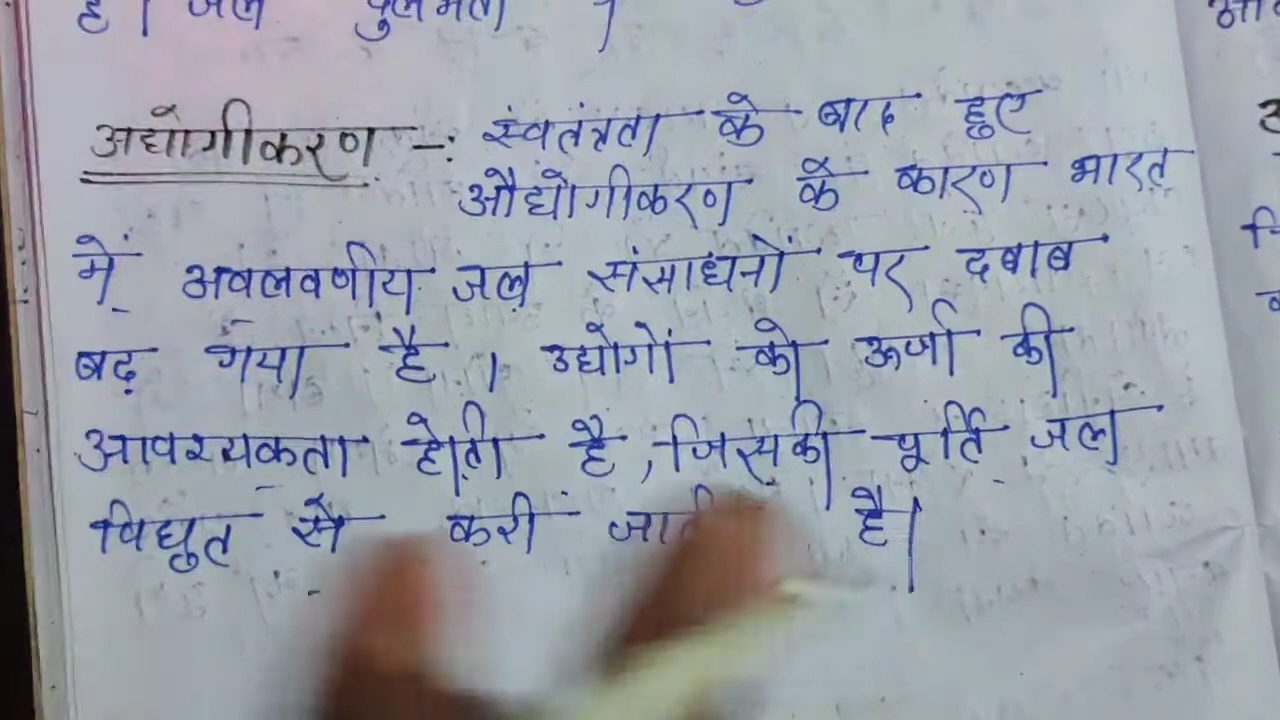 है। जल
अद्योगीकरण -: स्वतंत्रता के बाद हुए
औद्योगीकरण के कारण भारत
में अवलवणीय जल संसाधनों पर दबाब
बढ़ गया है। उद्योगों को ऊर्जा की
आवश्यकता होती है, जिसकी पूर्ति जल
विद्युत से करी है।